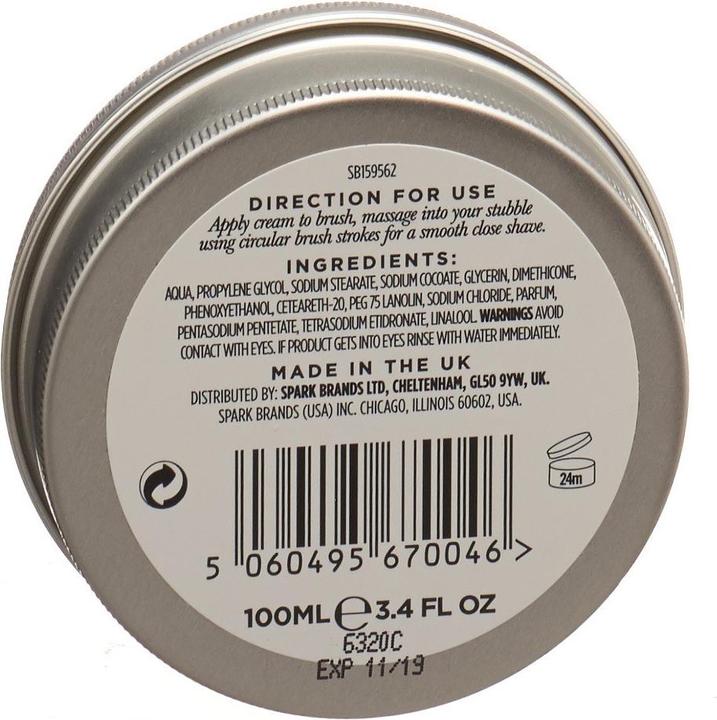 SB159562
DIRECTION FOR USE
Apply cream to brush, massage into your stubble
using circular brush strokes for a smooth close shave.
INGREDIENTS:
AQUA, PROPYLENE GLYCOL, SODIUM STEARATE, SODIUM COCOATE, GLYCERIN, DIMETHICONE,
PHENOXYETHANOL, CETEARETH-20, PEG 75 LANOLIN, SODIUM CHLORIDE, PARFUM,
PENTASODIUM PENTETATE, TETRASODIUM ETIDRONATE, LINALOOL. WARNINGS AVOID
CONTACT WITH EYES. IF PRODUCT GETS INTO EYES RINSE WITH WATER IMMEDIATELY.
MADE IN THE UK
DISTRIBUTED BY: SPARK BRANDS LTD, CHELTENHAM, GL50 9YW, UK.
SPARK BRANDS (USA) INC. CHICAGO, ILLINOIS 60602, USA.
24m
5 060495 670046 >
100ML e 3.4 FL OZ
6320C
EXP 11/19